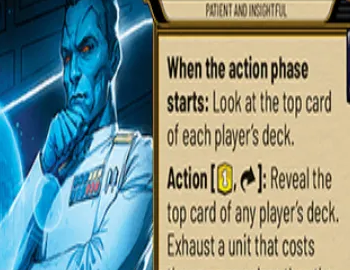 PATIENT AND INSIGHTFUL
When the action phase
starts: Look at the top card
of each player's deck.
Action [1, ]: Reveal the
top card of any player's deck.
Exhaust a unit that costs